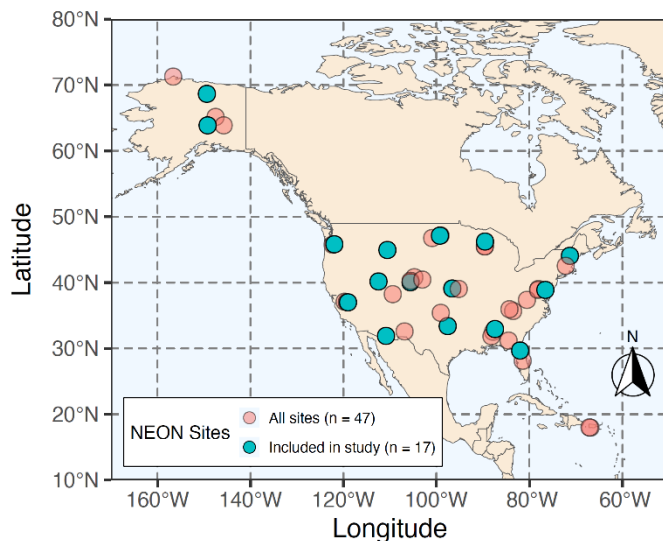 80°N
70°N
60°N
50°N
40°N
30°N
20°N
10°N
Latitude
N
NEON Sites
All sites (n = 47)
Included in study (n = 17)
160°W
140°W
120°W
100°W
80°W
60°W
Longitude